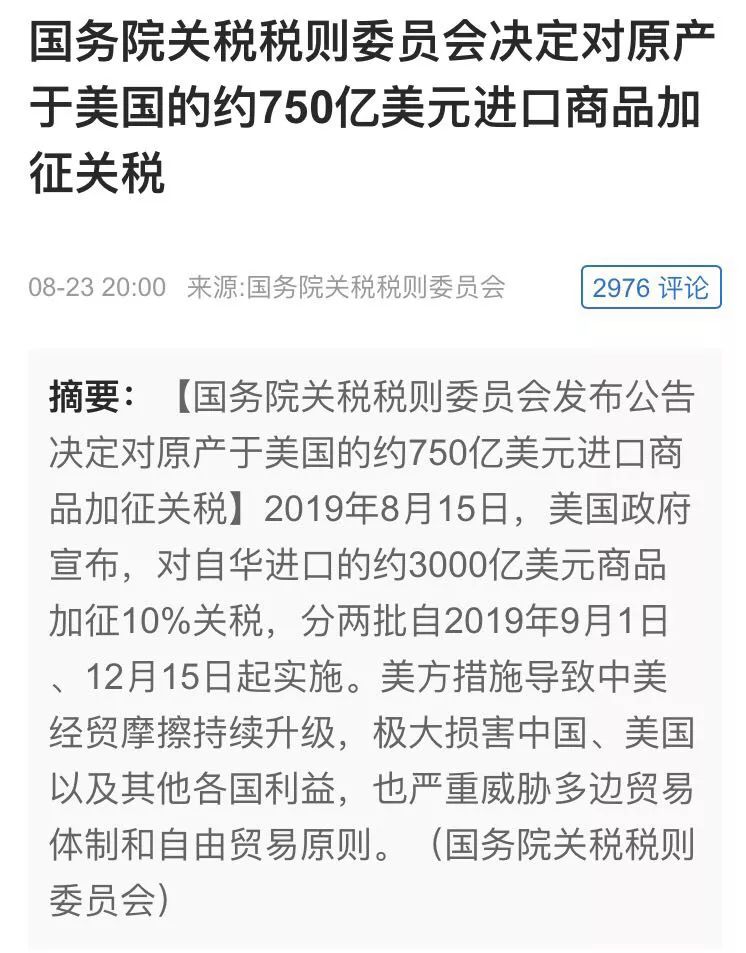 国务院关税税则委员会决定对原产
于美国的约750亿美元进口商品加
征关税
08-23 20:00 来源:国务院关税税则委员会
2976 评论
摘要：【国务院关税税则委员会发布公告
决定对原产于美国的约750亿美元进口商
品加征关税】2019年8月15日，美国政府
宣布，对自华进口的约3000亿美元商品
加征10%关税，分两批自2019年9月1日
、12月15日起实施。美方措施导致中美
经贸摩擦持续升级，极大损害中国、美国
以及其他各国利益，也严重威胁多边贸易
体制和自由贸易原则。（国务院关税税则
委员会）